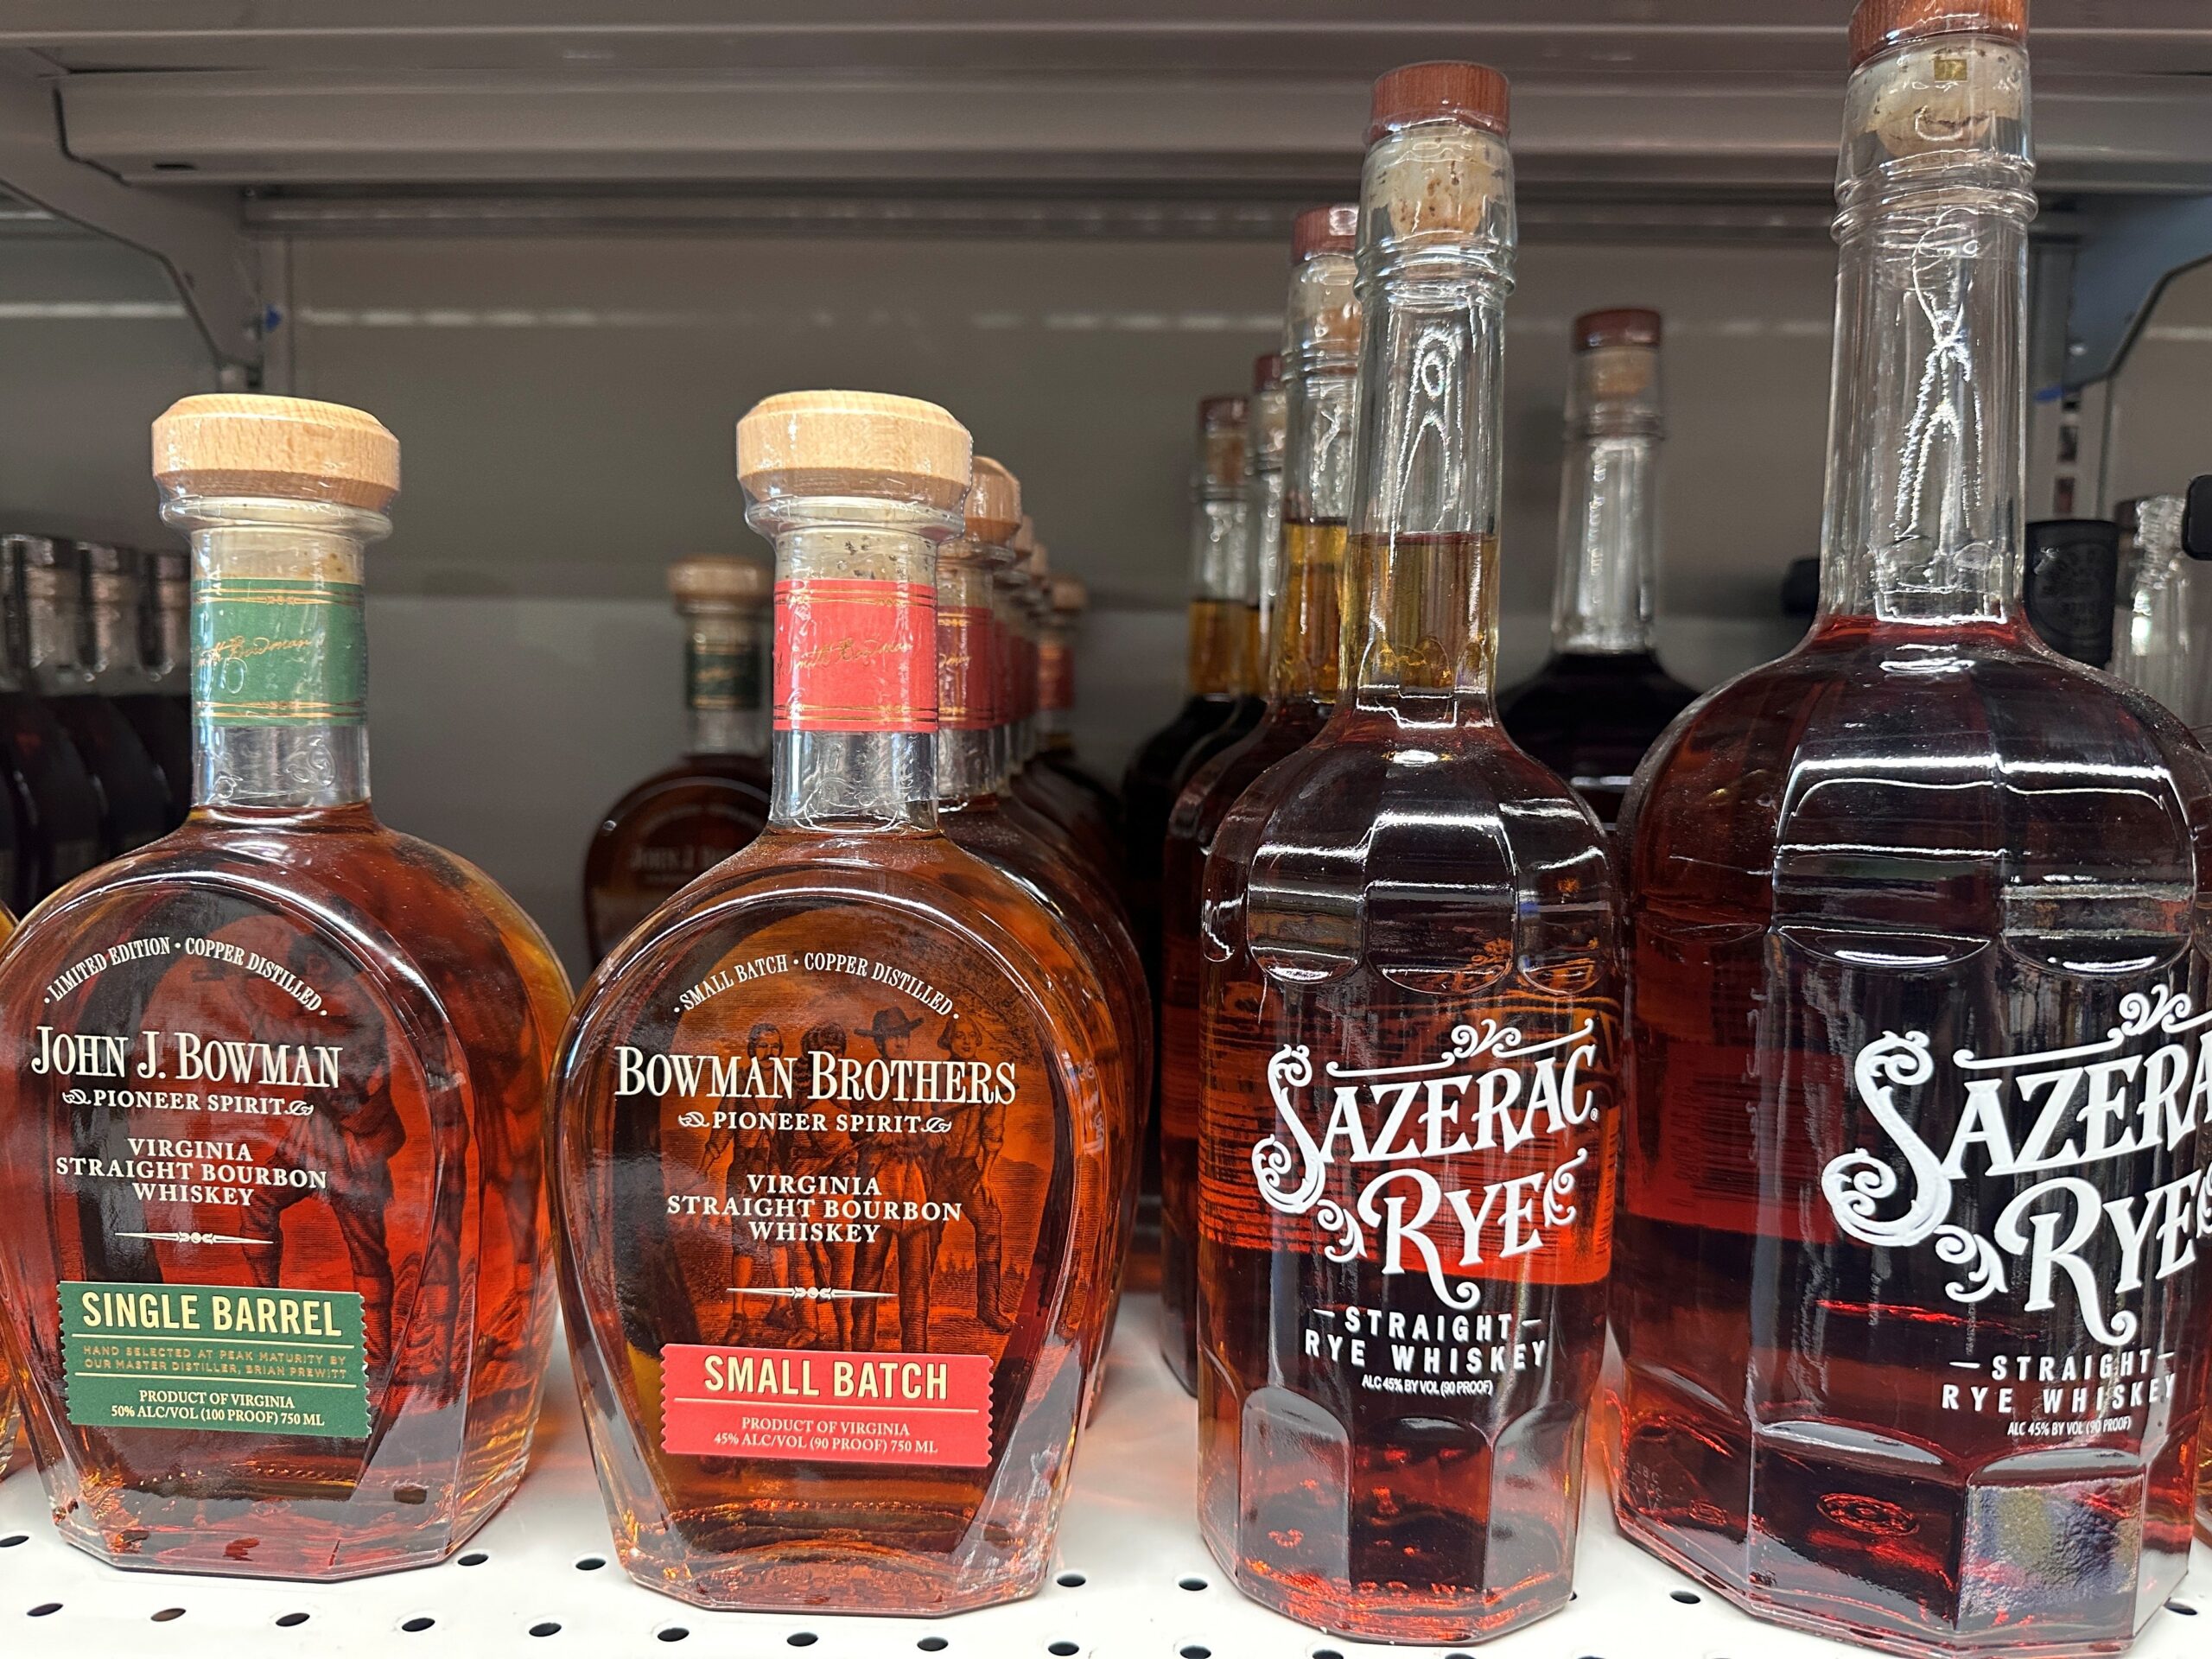 · LIMITED EDITION · COPPER DISTILLED ·
JOHN J. BOWMAN
PIONEER SPIRIT
VIRGINIA
STRAIGHT BOURBON
WHISKEY
SINGLE BARREL
HAND SELECTED AT PEAK MATURITY BY
OUR MASTER DISTILLER, BRIAN PREWITT
PRODUCT OF VIRGINIA
50% ALC/VOL (100 PROOF) 750 ML
· SMALL BATCH · COPPER DISTILLED ·
BOWMAN BROTHERS
PIONEER SPIRIT
VIRGINIA
STRAIGHT BOURBON
WHISKEY
SMALL BATCH
PRODUCT OF VIRGINIA
45% ALC/VOL (90 PROOF) 750 ML
JOHN J.
SAZERAC
RYE
—STRAIGHT—
RYE WHISKEY
ALC 45% BY VOL (90 PROOF)
SAZERA
RYE
—STRAIGHT—
RYE WHISKEY
ALC 45% BY VOL (90 PROOF)